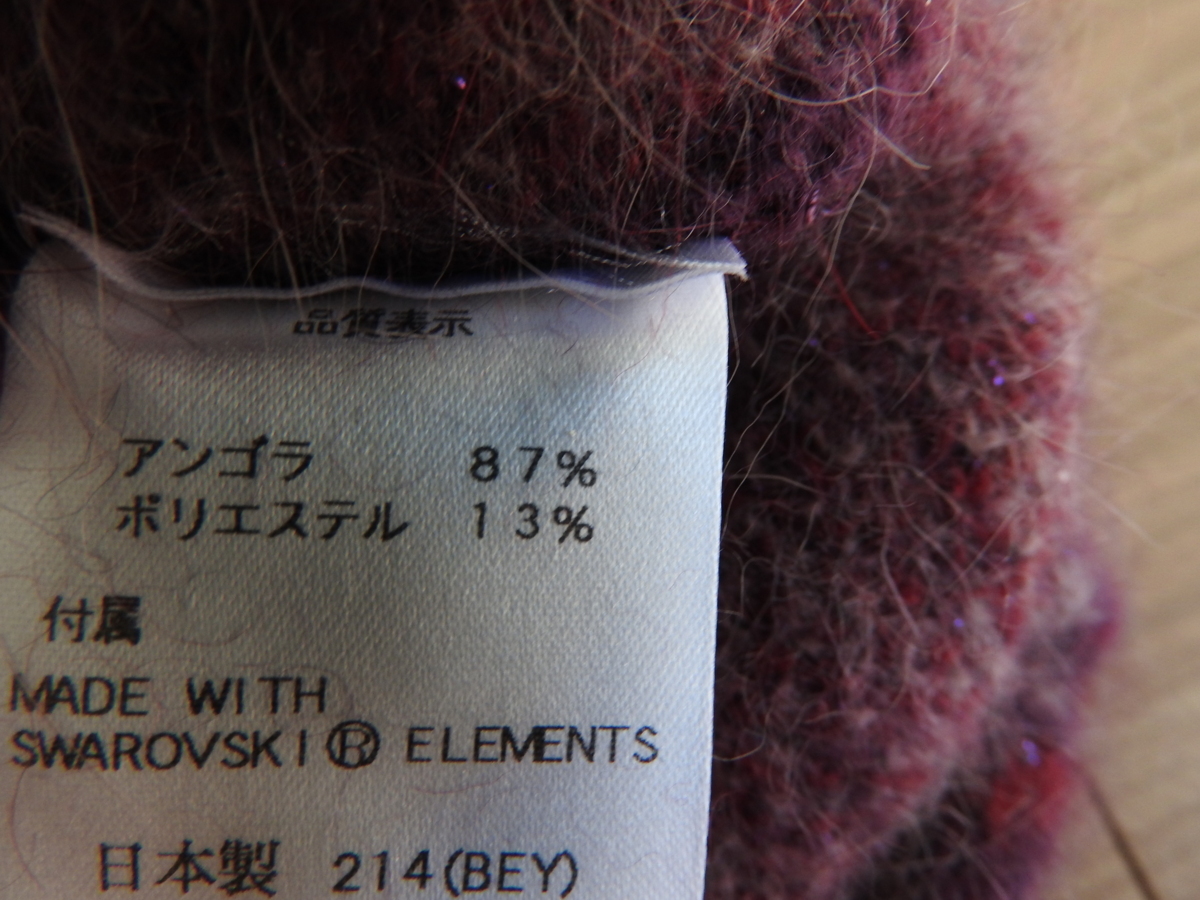 品質表示
アンゴラ 87%
ポリエステル 13%
付属
MADE WITH
SWAROVSKI® ELEMENTS
日本製 214(BEY)